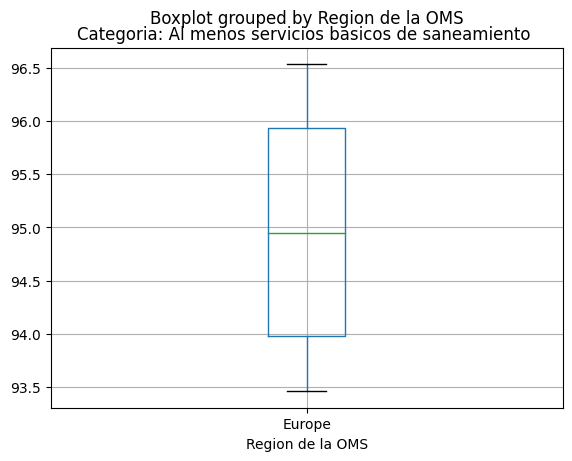 Boxplot grouped by Region de la OMS
Categoria: Al menos servicios basicos de saneamiento
96.5
96.0
95.5
95.0
94.5
94.0
93.5
Europe
Region de la OMS